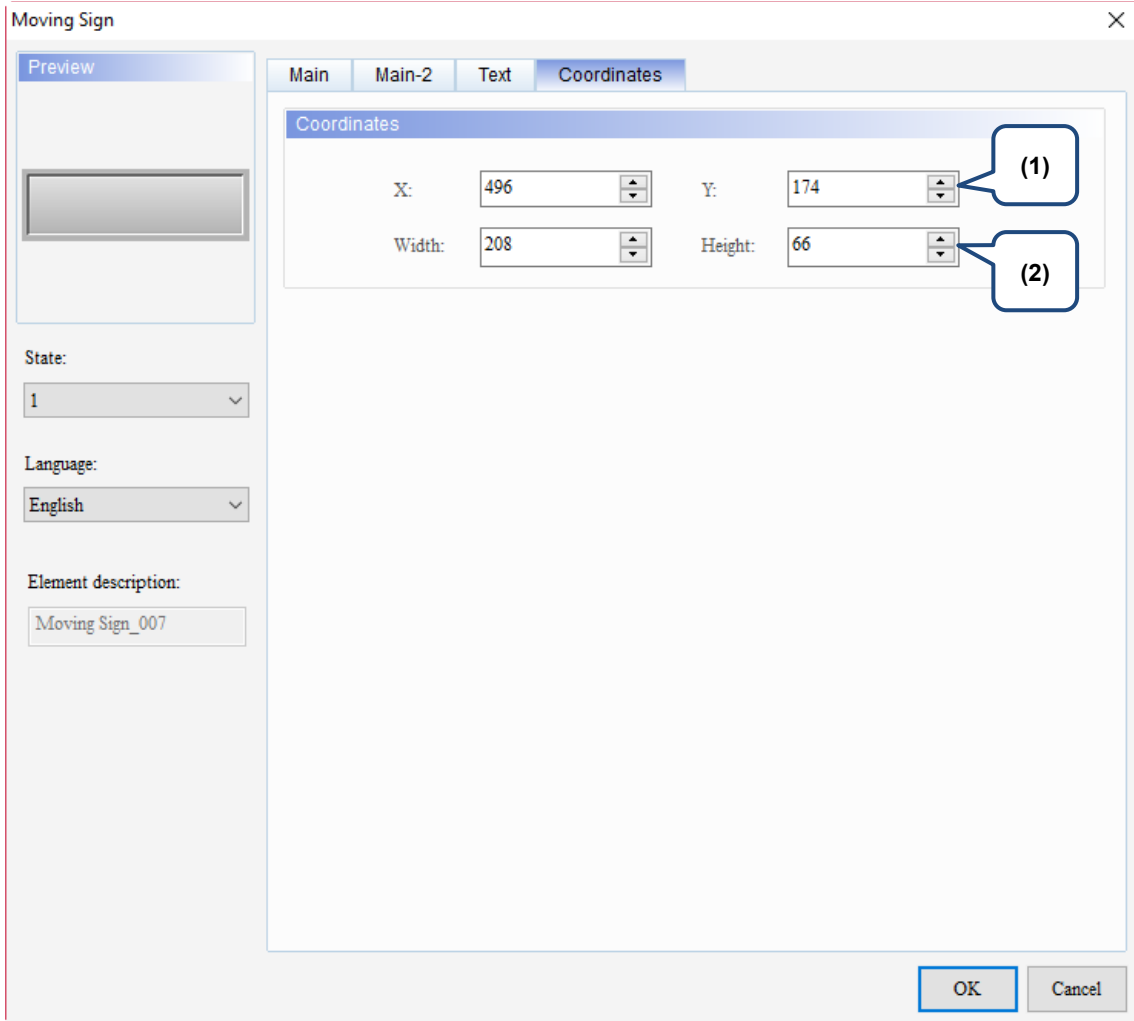 Moving Sign
Preview
Main Main-2 Text Coordinates
Coordinates
X: 496 Y: 174
(1)
Width: 208 Height: 66
(2)
State:
1
Language:
English
Element description:
Moving Sign_007
OK Cancel